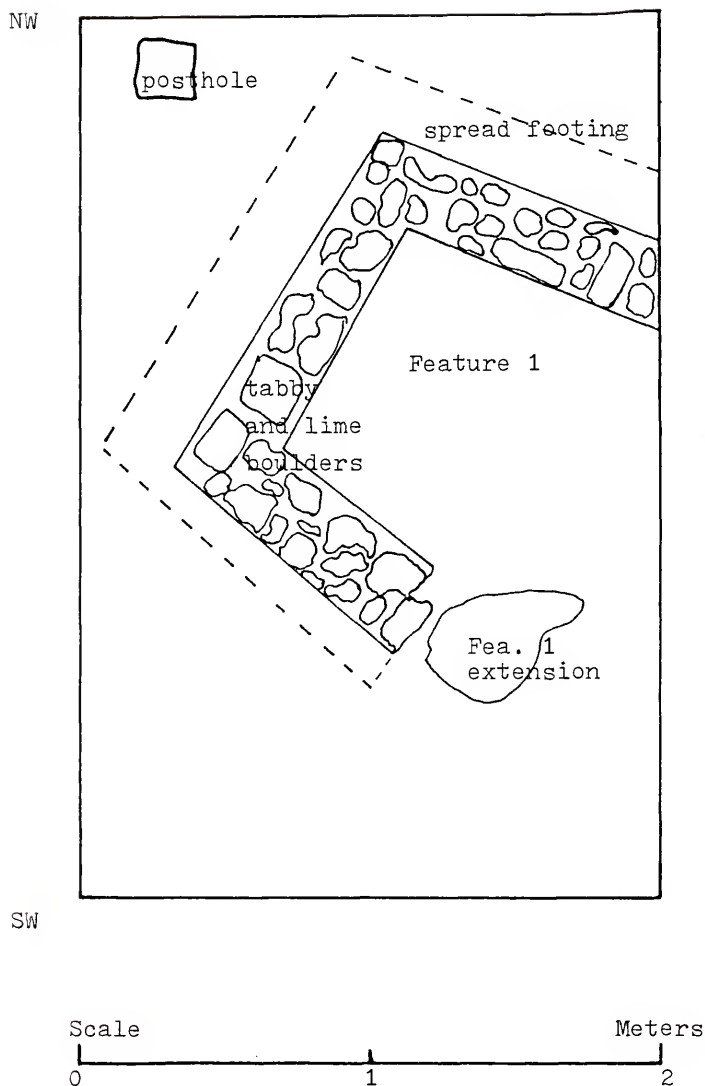 NW
posthole
spread footing
Feature 1
tabby
and lime
boulders
Fea. 1
extension
SW
Scale Meters
0 1 2